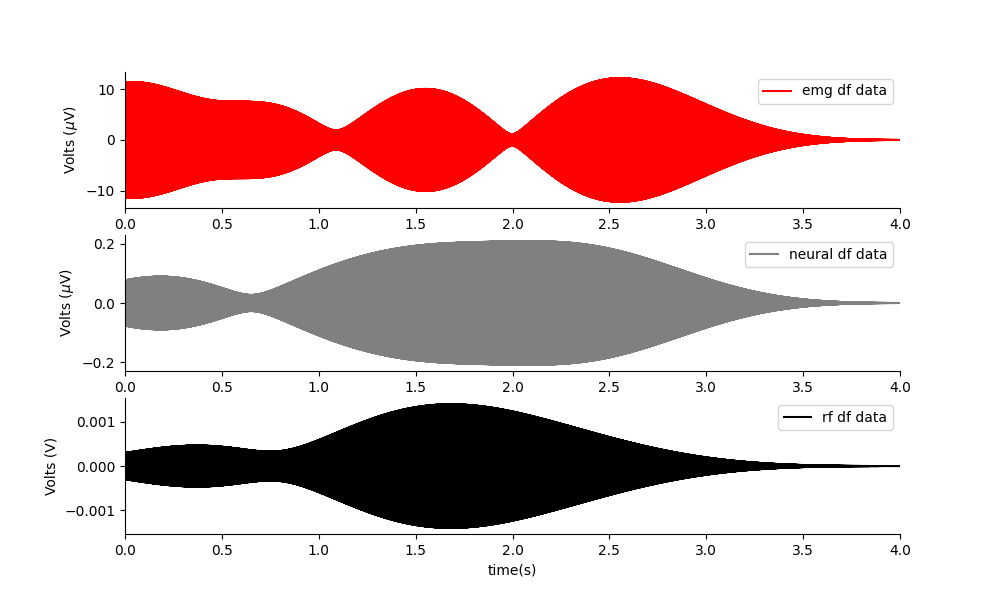 emg df data
Volts (μV)
10
0
−10
0.0 0.5 1.0 1.5 2.0 2.5 3.0 3.5 4.0
neural df data
Volts (μV)
0.2
0.0
−0.2
0.0 0.5 1.0 1.5 2.0 2.5 3.0 3.5 4.0
rf df data
Volts (V)
0.001
0.000
−0.001
0.0 0.5 1.0 1.5 2.0 2.5 3.0 3.5 4.0
time(s)